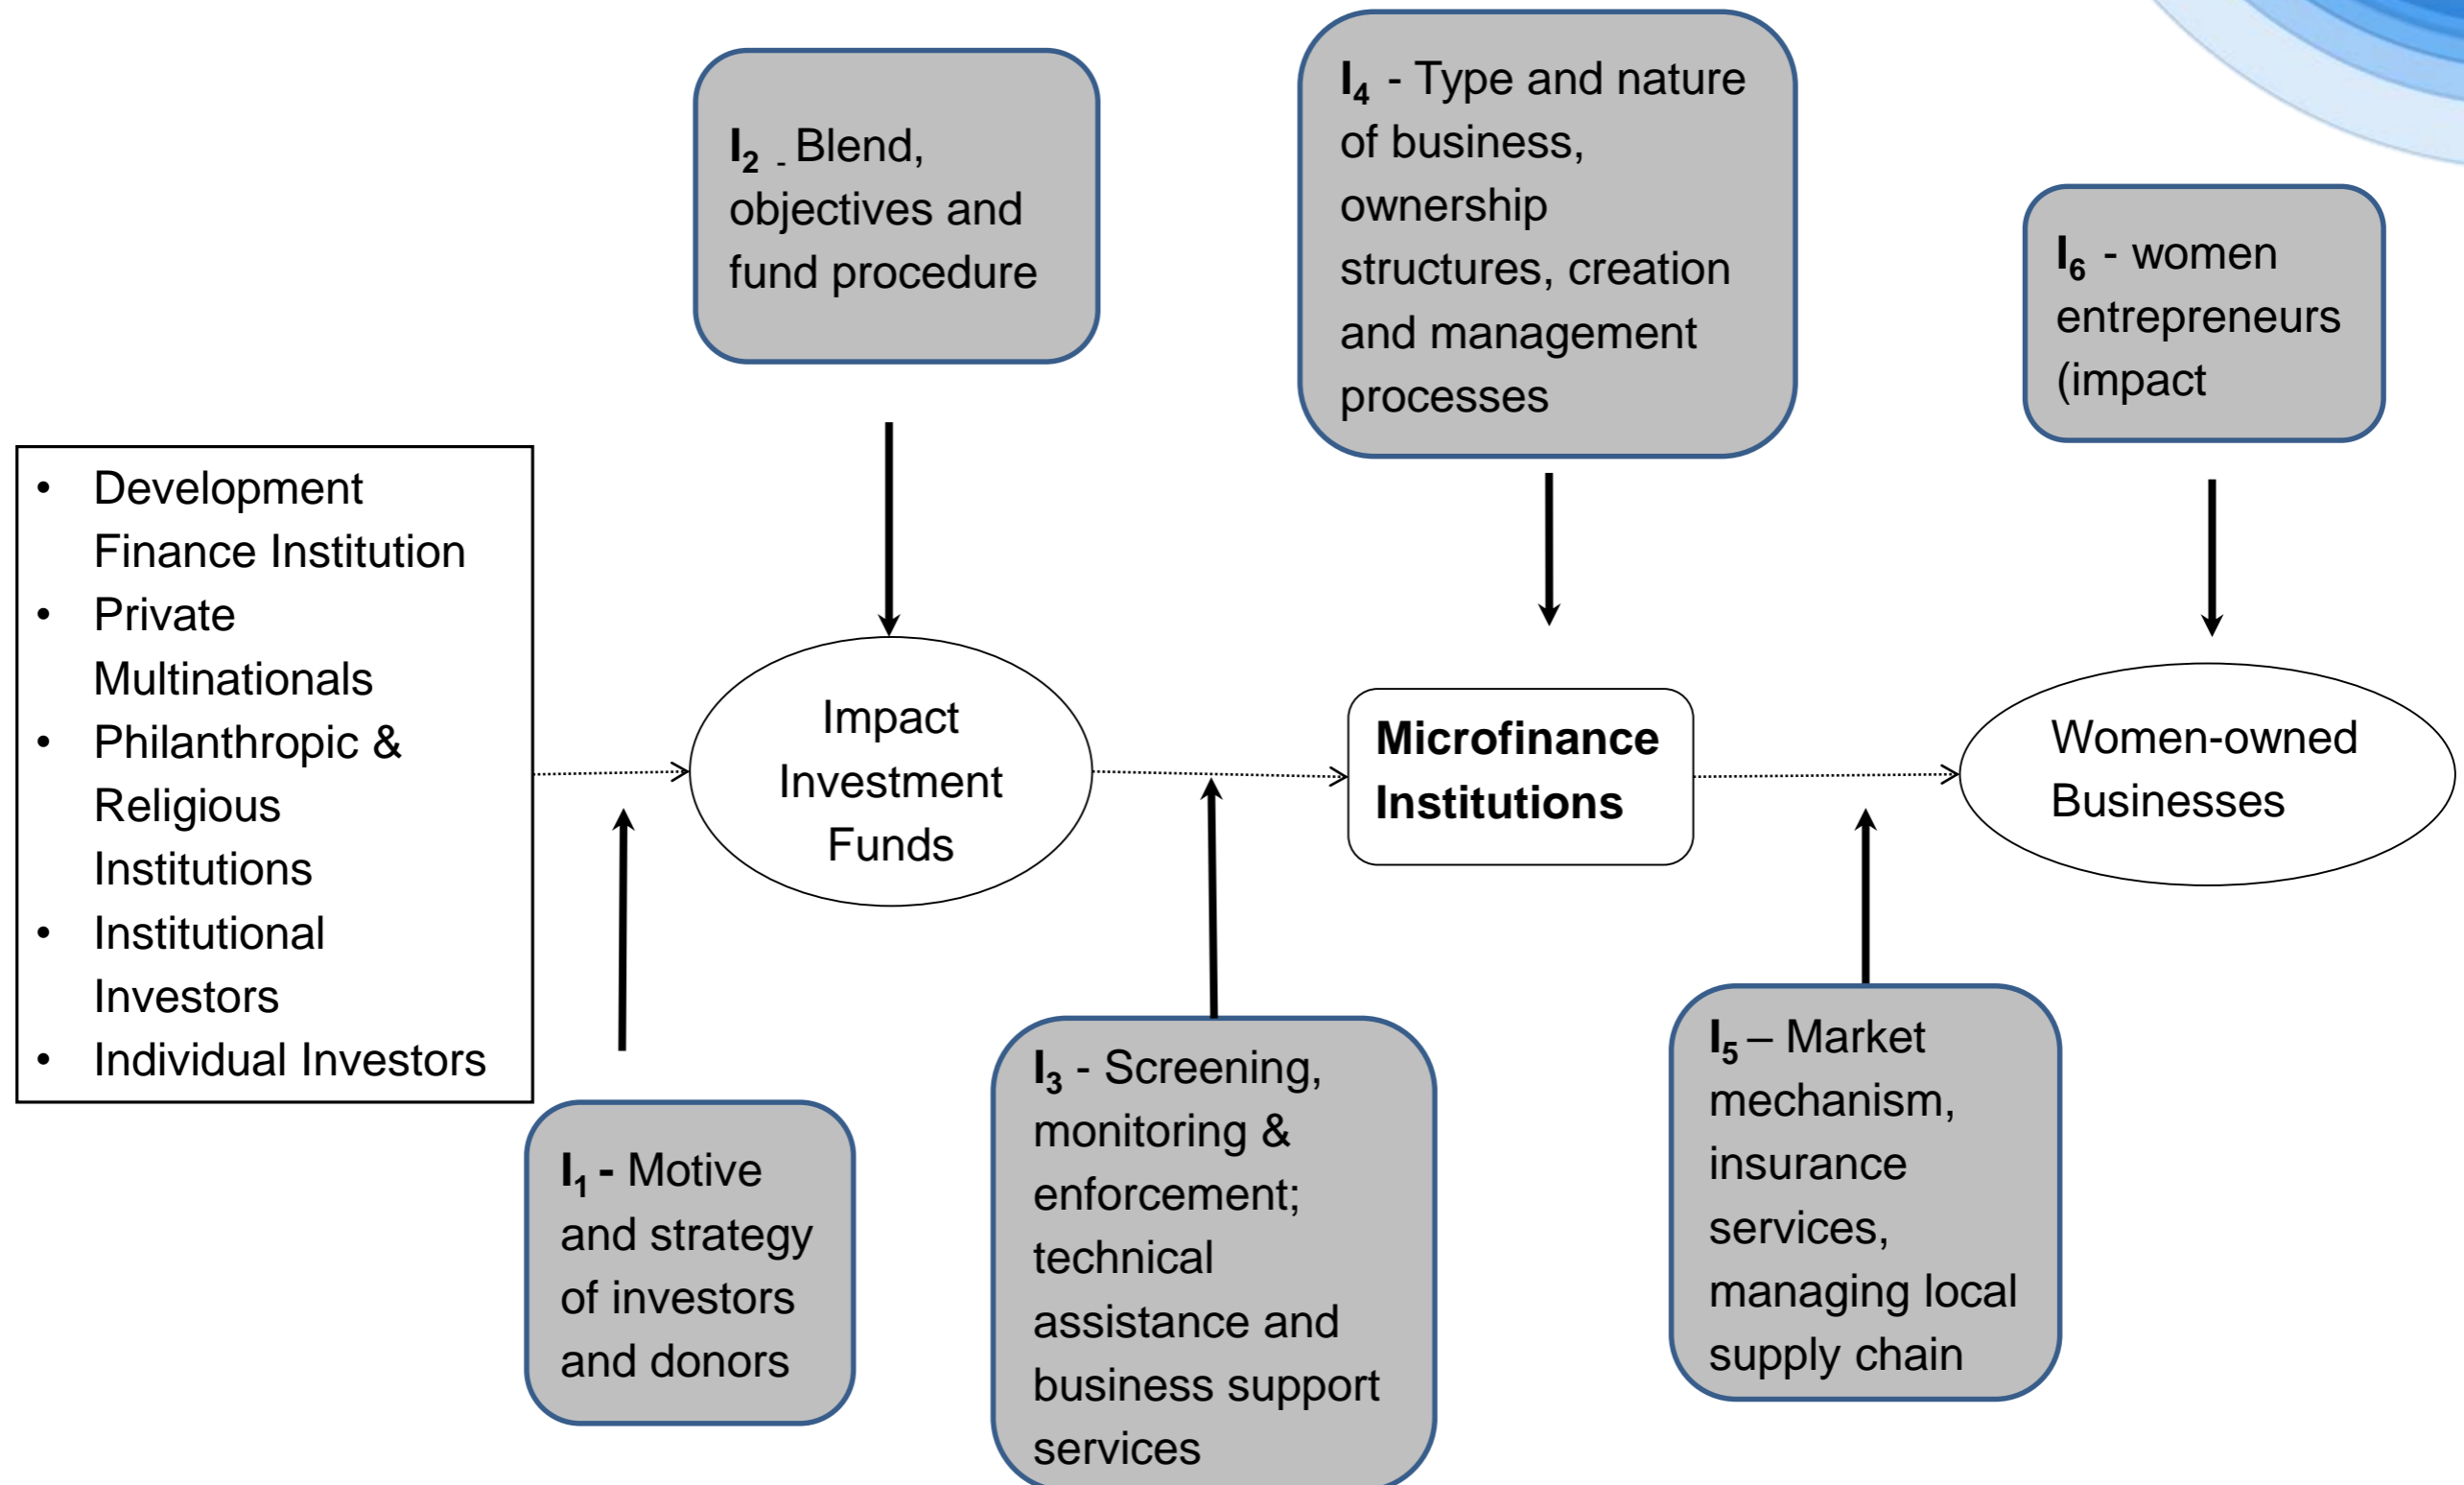 I2 - Blend,
objectives and
fund procedure
I4 - Type and nature
of business,
ownership
structures, creation
and management
processes
I6 - women
entrepreneurs
(impact
• Development
Finance Institution
• Private
Multinationals
• Philanthropic &
Religious
Institutions
• Institutional
Investors
• Individual Investors
Impact
Investment
Funds
Microfinance
Institutions
Women-owned
Businesses
I1 - Motive
and strategy
of investors
and donors
I3 - Screening,
monitoring &
enforcement;
technical
assistance and
business support
services
I5 – Market
mechanism,
insurance
services,
managing local
supply chain